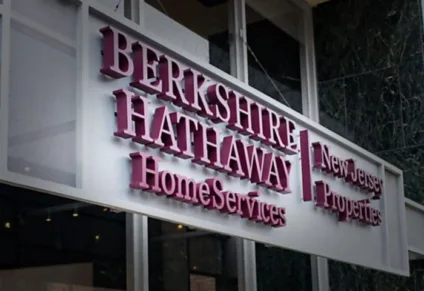 BERKSHIRE
HATHAWAY
HomeServices
New Jersey
Properties